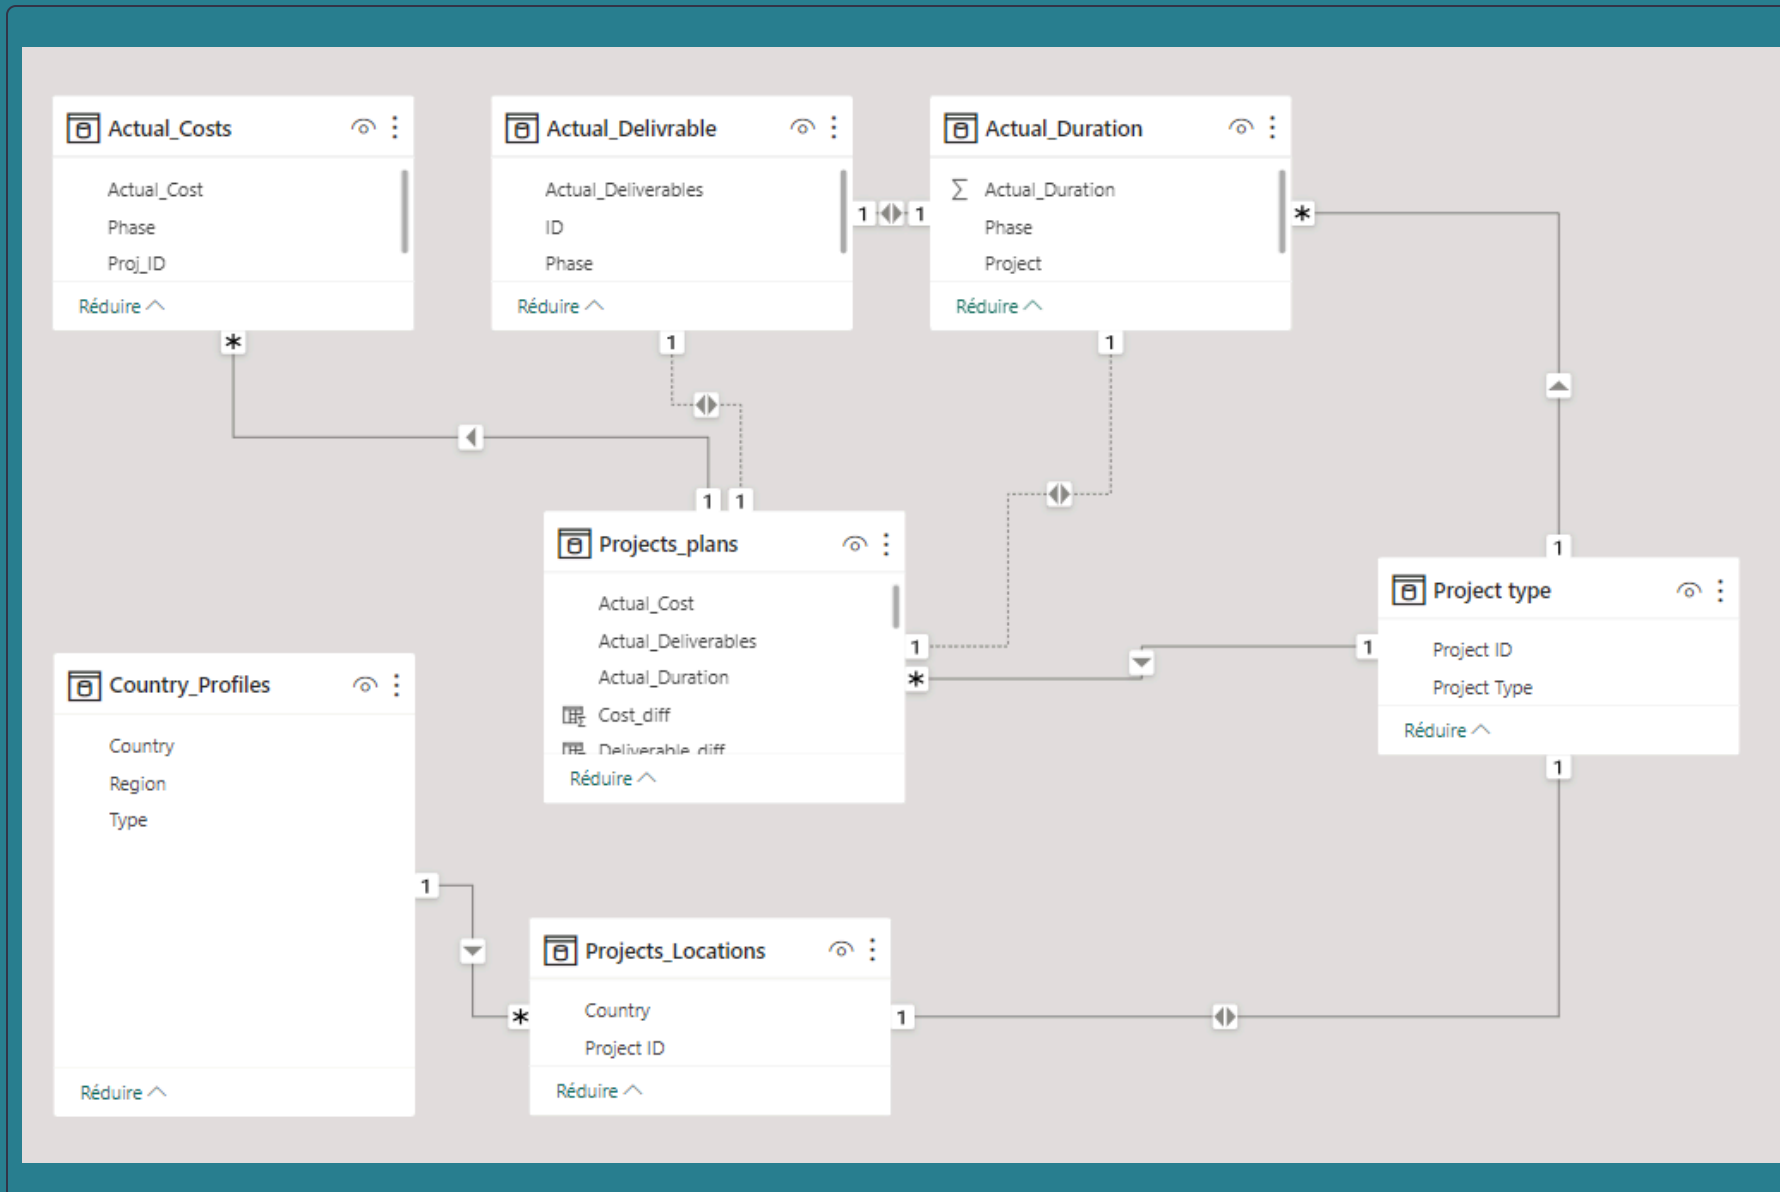 Actual_Costs
Actual_Cost
Phase
Proj_ID
Réduire
Actual_Delivrable
Actual_Deliverables
ID
Phase
Réduire
Actual_Duration
Actual_Duration
Phase
Project
Réduire
1
1
*
*
1
1
1
1
1
Projects_plans
Actual_Cost
Actual_Deliverables
Actual_Duration
Cost_diff
Deliverable_diff
Réduire
1
*
1
Project type
Project ID
Project Type
Réduire
1
Country_Profiles
Country
Region
Type
Réduire
1
*
Projects_Locations
Country
Project ID
Réduire
1